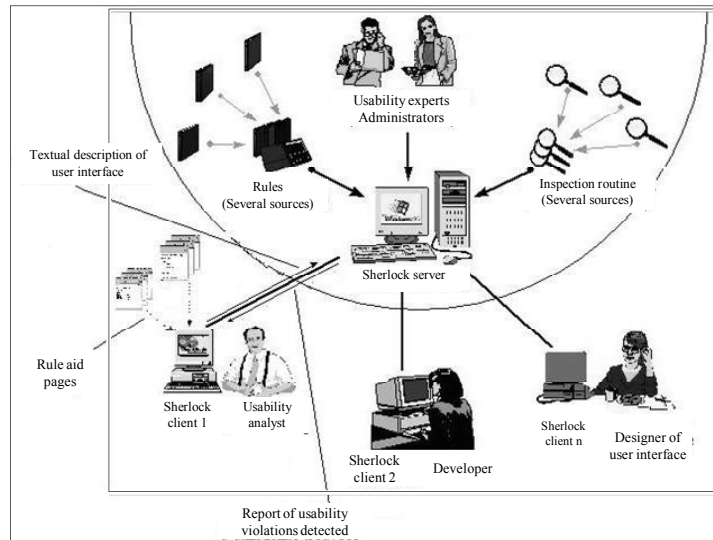 Usability experts
Administrators
Textual description of
user interface
Rules
(Several sources)
Inspection routine
(Several sources)
Sherlock server
Rule aid
pages
Sherlock
client 1
Usability
analyst
Sherlock
client 2
Developer
Sherlock
client n
Designer of
user interface
Report of usability
violations detected